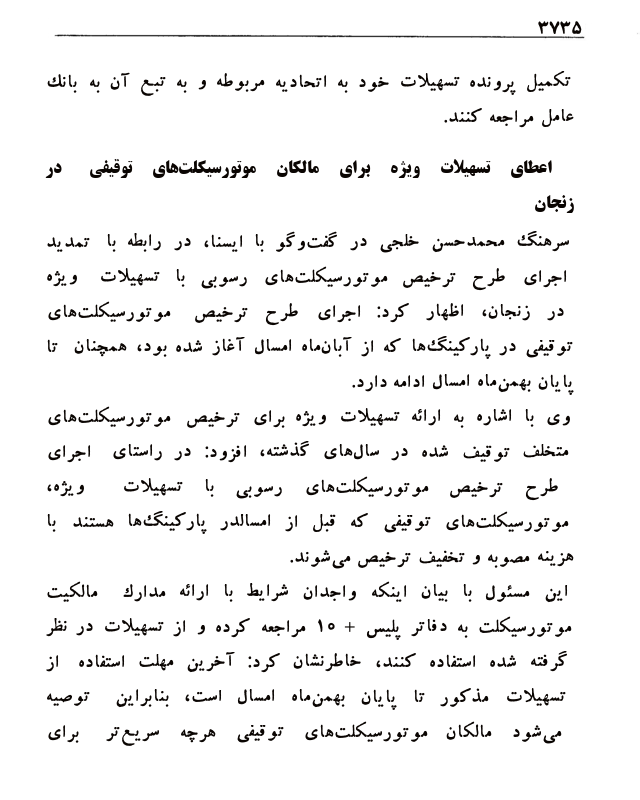 ۳۷۳۵
تکمیل پرونده تسهیلات خود به اتحادیه مربوطه و به تبع آن به بانك
عامل مراجعه کنند.
اعطای تسهیلات ویژه برای مالکان موتورسیکلت‌های توقیفی در
زنجان
سرهنگ محمدحسن خلجی در گفت‌وگو با ایسنا، در رابطه با تمدید
اجرای طرح ترخیص موتورسیکلت‌های رسوبی با تسهیلات ویژه
در زنجان، اظهار کرد: اجرای طرح ترخیص موتورسیکلت‌های
توقیفی در پارکینگ‌ها که از آبان‌ماه امسال آغاز شده بود، همچنان تا
پایان بهمن‌ماه امسال ادامه دارد.
وی با اشاره به ارائه تسهیلات ویژه برای ترخیص موتورسیکلت‌های
متخلف توقیف شده در سال‌های گذشته، افزود: در راستای اجرای
طرح ترخیص موتورسیکلت‌های رسوبی با تسهیلات ویژه،
موتورسیکلت‌های توقیفی که قبل از امسالدر پارکینگ‌ها هستند با
هزینه مصوبه و تخفیف ترخیص می‌شوند.
این مسئول با بیان اینکه واجدان شرایط با ارائه مدارك مالکیت
موتورسیکلت به دفاتر پلیس + ۱۰ مراجعه کرده و از تسهیلات در نظر
گرفته شده استفاده کنند، خاطرنشان کرد: آخرین مهلت استفاده از
تسهیلات مذکور تا پایان بهمن‌ماه امسال است، بنابراین توصیه
می‌شود مالکان موتورسیکلت‌های توقیفی هرچه سریع‌تر برای